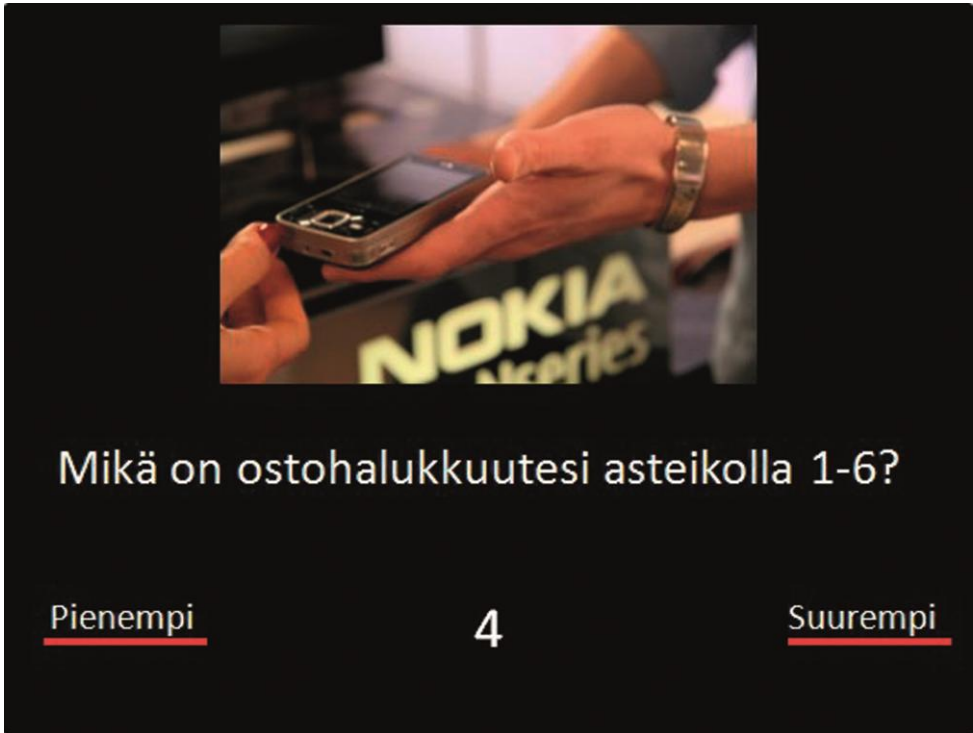 NOKIA
Nseries
Mikä on ostohalukkuutesi asteikolla 1-6?
Pienempi
4
Suurempi